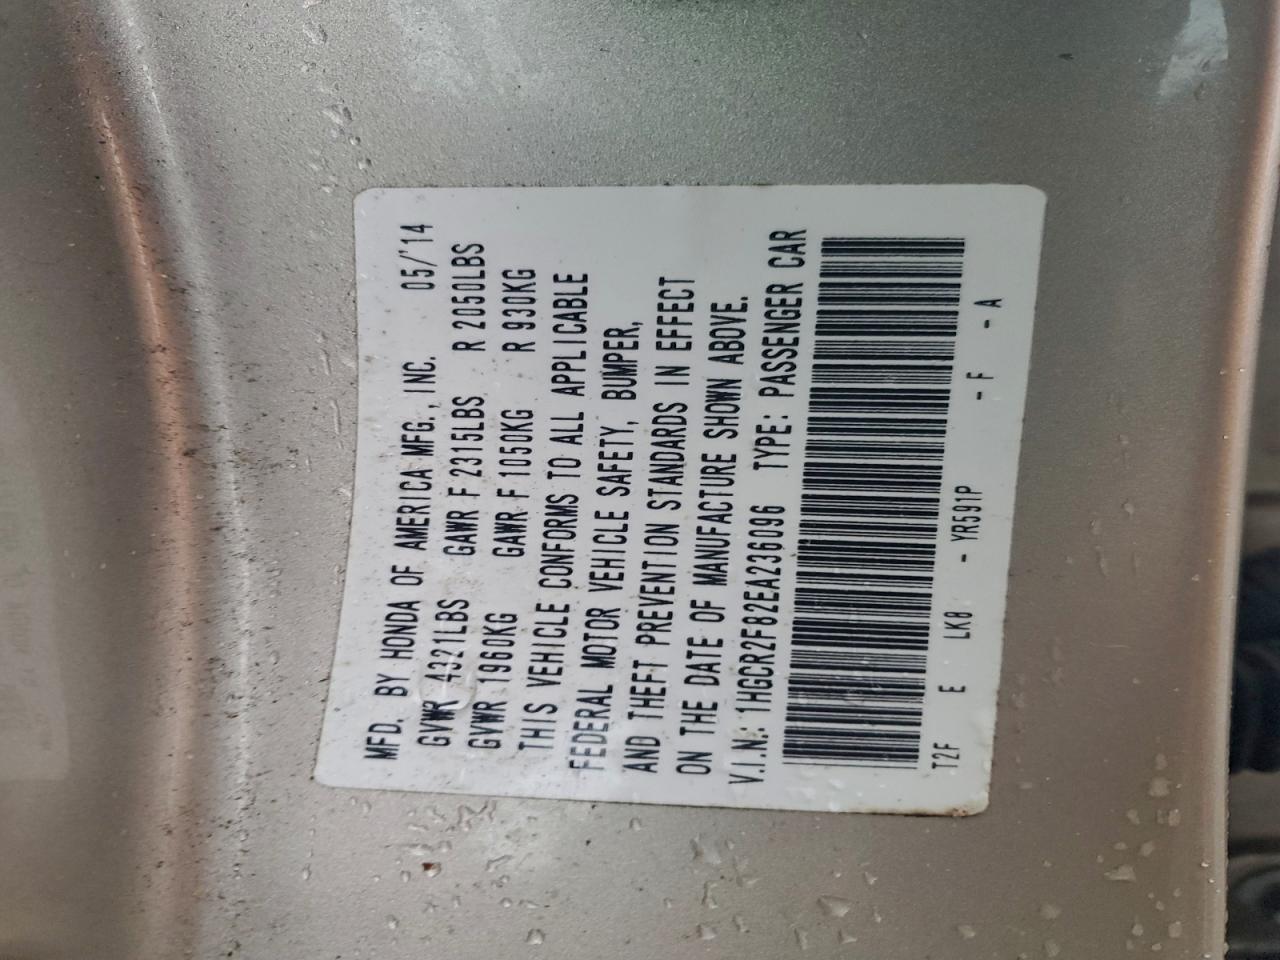 MFD. BY HONDA OF AMERICA MFG., INC. 05/'14
GVWR 4321LBS GAWR F 2315LBS R 2050LBS
GVWR 1960KG GAWR F 1050KG R 930KG
THIS VEHICLE CONFORMS TO ALL APPLICABLE
FEDERAL MOTOR VEHICLE SAFETY, BUMPER,
AND THEFT PREVENTION STANDARDS IN EFFECT
ON THE DATE OF MANUFACTURE SHOWN ABOVE.
V.I.N.: 1HGCR2F82EA236096 TYPE: PASSENGER CAR
T2F E LK8 - YR591P - F - A